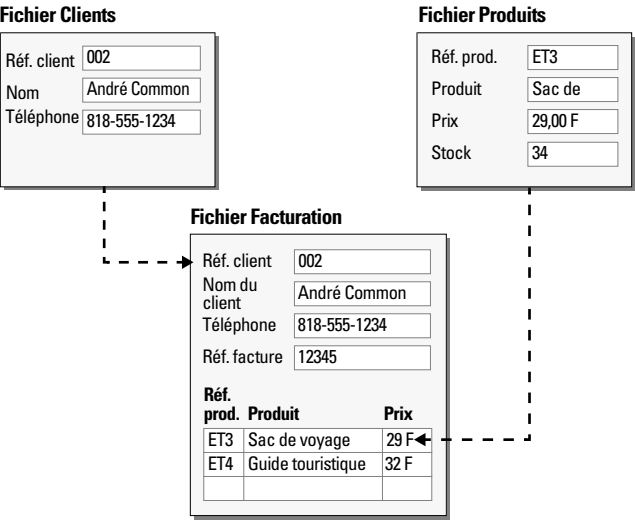 Fichier Clients
Réf. client 002
Nom André Common
Téléphone 818-555-1234
Fichier Produits
Réf. prod. ET3
Produit Sac de
Prix 29,00 F
Stock 34
Fichier Facturation
Réf. client 002
Nom du
client André Common
Téléphone 818-555-1234
Réf. facture 12345
Réf.
prod. Produit Prix
ET3 Sac de voyage 29 F
ET4 Guide touristique 32 F